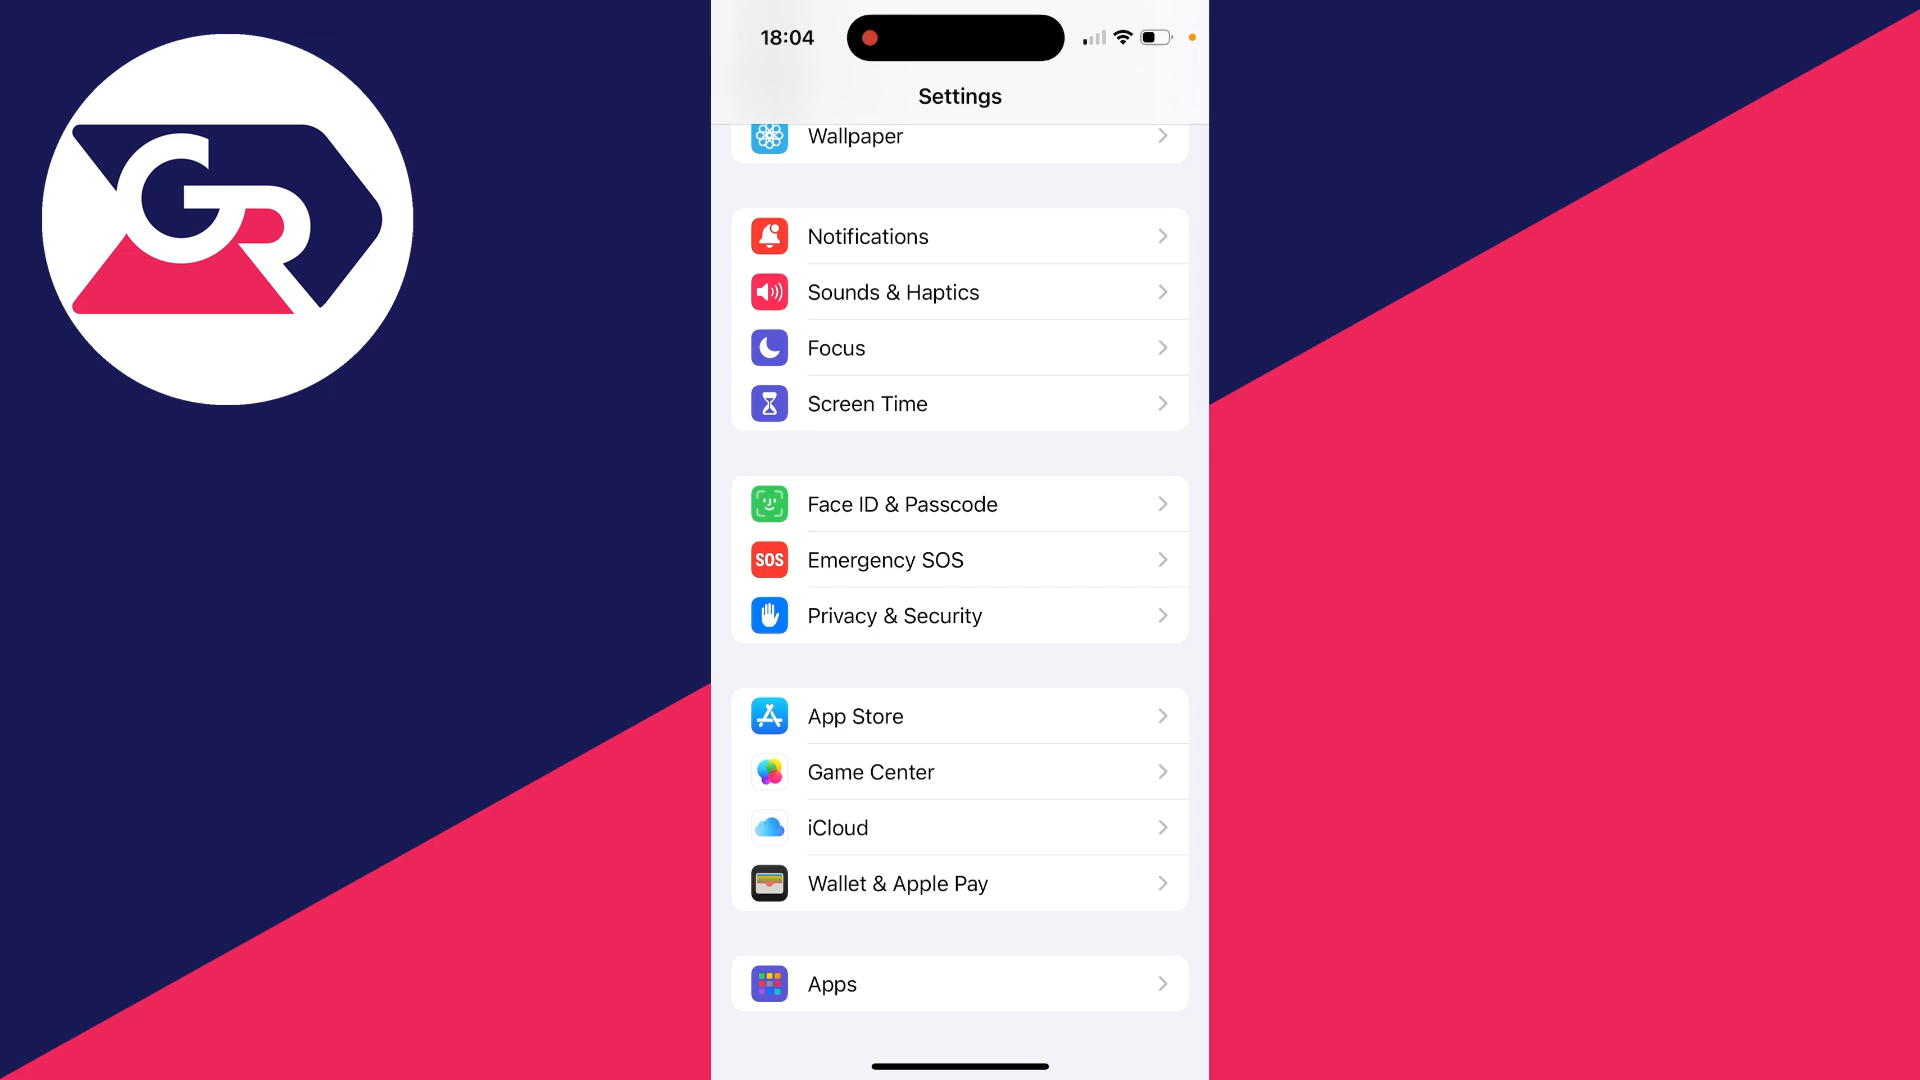 GR
18:04
Settings
Wallpaper
Notifications
Sounds & Haptics
Focus
Screen Time
Face ID & Passcode
SOS
Emergency SOS
Privacy & Security
App Store
Game Center
iCloud
Wallet & Apple Pay
Apps